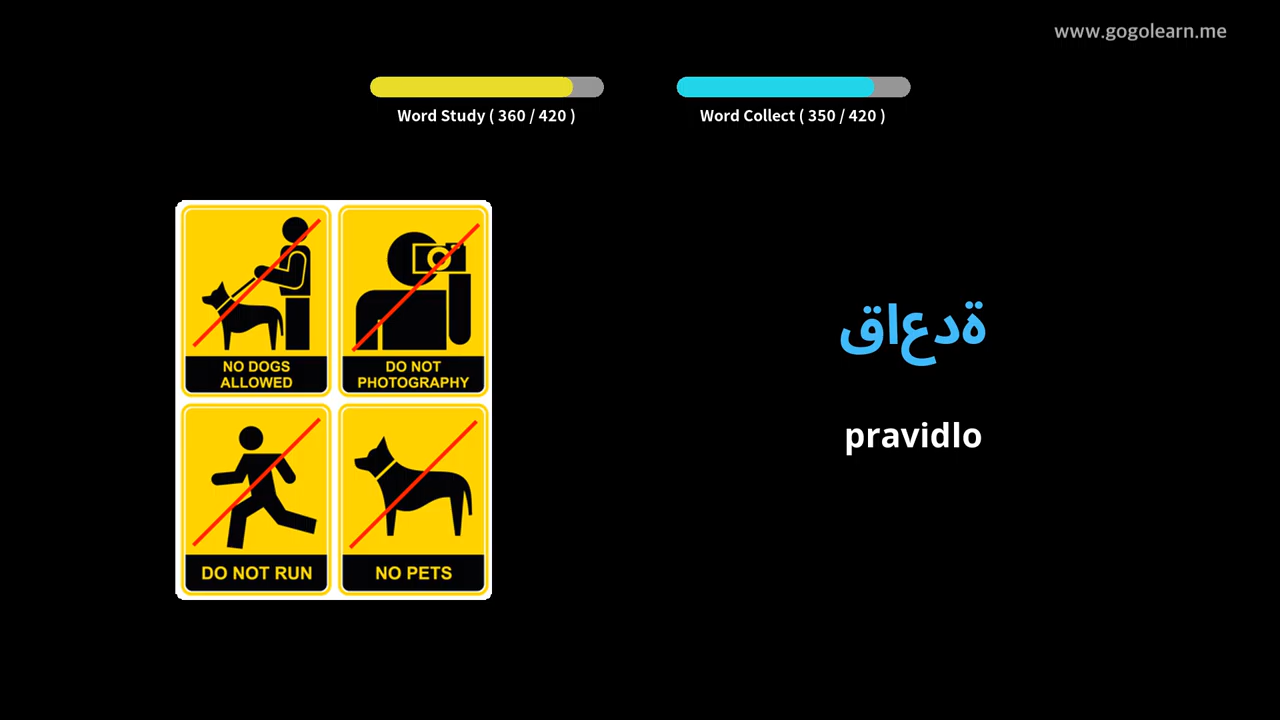 www.gogolearn.me
Word Study ( 360 / 420 )
Word Collect ( 350 / 420 )
NO DOGS
ALLOWED
DO NOT
PHOTOGRAPHY
DO NOT RUN
NO PETS
قاعدة
pravidlo